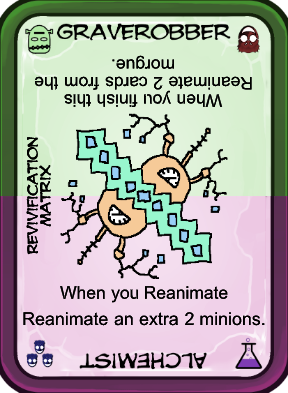 GRAVEROBBER
When you finish this
Reanimate 2 cards from the
morgue.
REVIVIFICATION
MATRIX
When you Reanimate
Reanimate an extra 2 minions.
ALCHEMIST